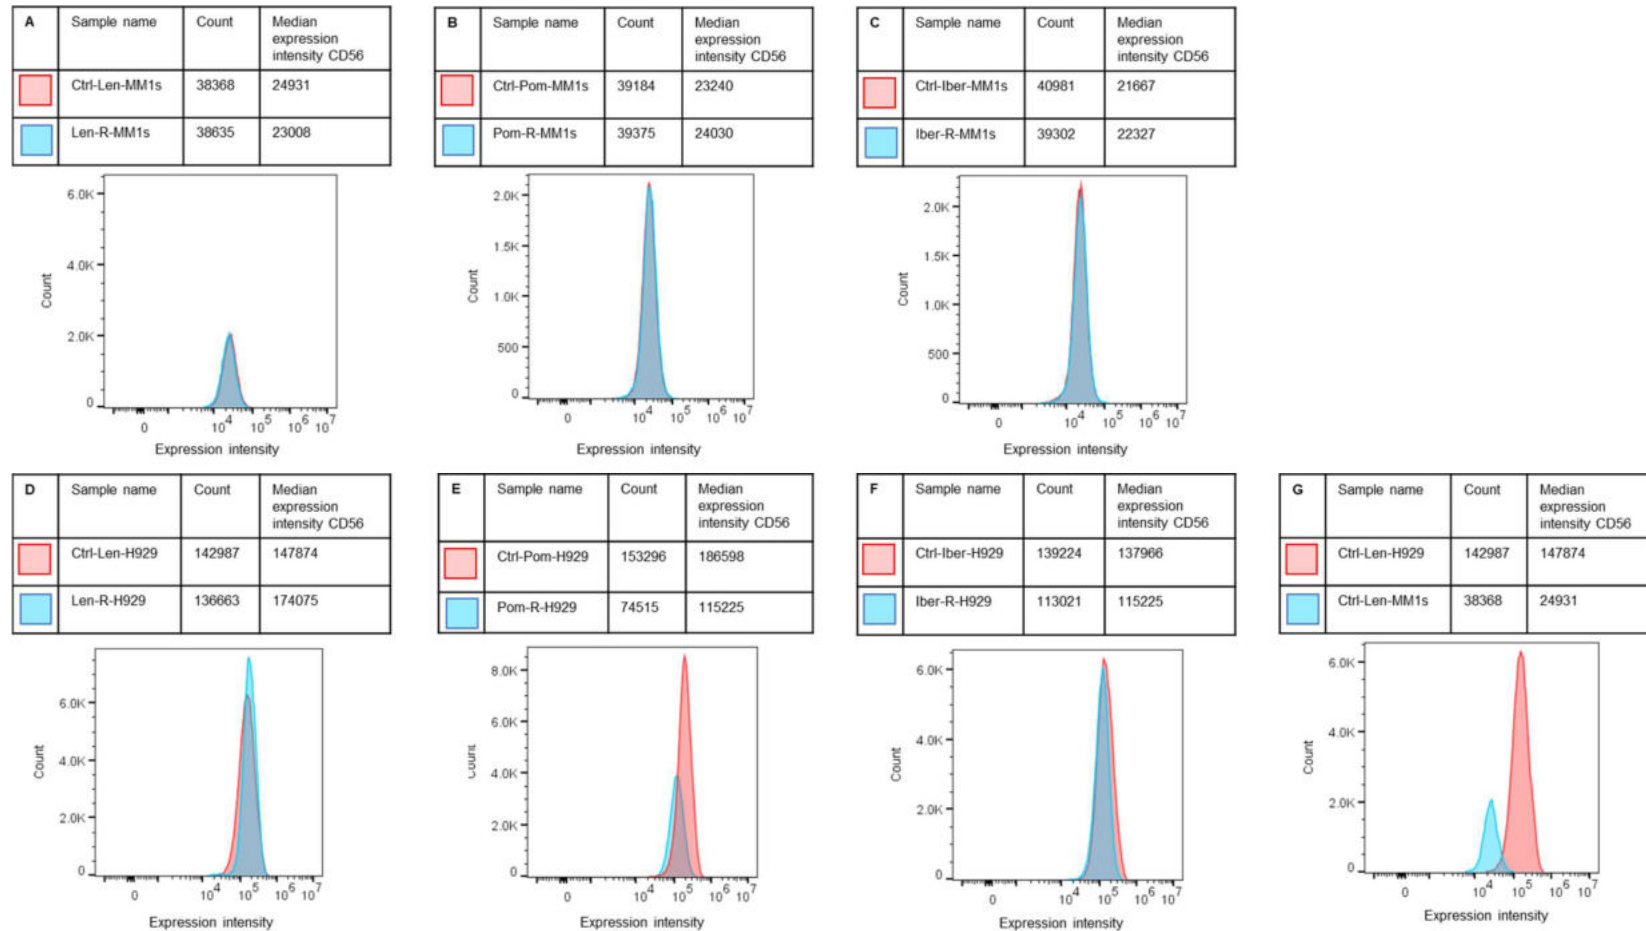 A Sample name Count Median
expression
intensity CD56
Ctrl-Len-MM1s 38368 24931
Len-R-MM1s 38635 23008
6.0K
4.0K
2.0K
0
Count
0 10^4 10^5 10^6 10^7
Expression intensity
B Sample name Count Median
expression
intensity CD56
Ctrl-Pom-MM1s 39184 23240
Pom-R-MM1s 39375 24030
2.0K
1.5K
1.0K
500
0
Count
0 10^4 10^5 10^6 10^7
Expression intensity
C Sample name Count Median
expression
intensity CD56
Ctrl-Iber-MM1s 40981 21667
Iber-R-MM1s 39302 22327
2.0K
1.5K
1.0K
500
0
Count
0 10^4 10^5 10^6 10^7
Expression intensity
D Sample name Count Median
expression
intensity CD56
Ctrl-Len-H929 142987 147874
Len-R-H929 136663 174075
6.0K
4.0K
2.0K
0
Count
0 10^4 10^5 10^6 10^7
Expression intensity
E Sample name Count Median
expression
intensity CD56
Ctrl-Pom-H929 153296 186598
Pom-R-H929 74515 115225
8.0K
6.0K
4.0K
2.0K
0
Count
0 10^4 10^5 10^6 10^7
Expression intensity
F Sample name Count Median
expression
intensity CD56
Ctrl-Iber-H929 139224 137966
Iber-R-H929 113021 115225
6.0K
4.0K
2.0K
0
Count
0 10^4 10^5 10^6 10^7
Expression intensity
G Sample name Count Median
expression
intensity CD56
Ctrl-Len-H929 142987 147874
Ctrl-Len-MM1s 38368 24931
6.0K
4.0K
2.0K
0
Count
0 10^4 10^5 10^6 10^7
Expression intensity